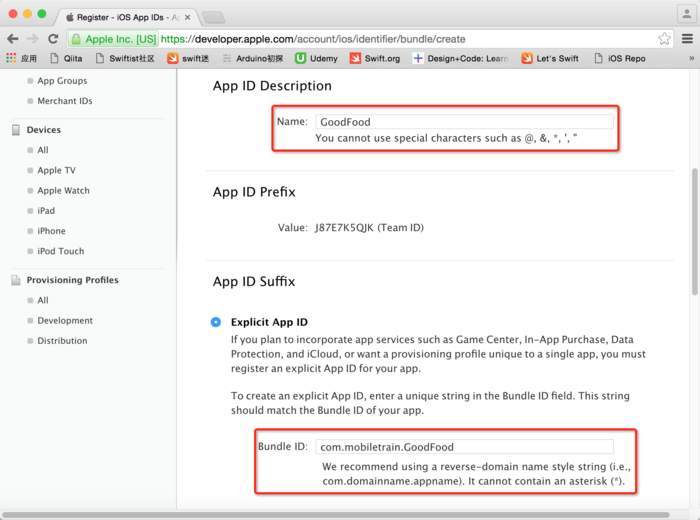 Register - iOS App IDs - A
Apple Inc. [US] https://developer.apple.com/account/ios/identifier/bundle/create
应用 Qiita Swiftist社区 swift迷 Arduino初探 Udemy Swift.org Design+Code: Learn Let's Swift iOS Repo »
App Groups
Merchant IDs
Devices
All
Apple TV
Apple Watch
iPad
iPhone
iPod Touch
Provisioning Profiles
All
Development
Distribution
App ID Description
Name: GoodFood
You cannot use special characters such as @, &, *, ', "
App ID Prefix
Value: J87E7K5QJK (Team ID)
App ID Suffix
Explicit App ID
If you plan to incorporate app services such as Game Center, In-App Purchase, Data
Protection, and iCloud, or want a provisioning profile unique to a single app, you must
register an explicit App ID for your app.
To create an explicit App ID, enter a unique string in the Bundle ID field. This string
should match the Bundle ID of your app.
Bundle ID: com.mobiletrain.GoodFood
We recommend using a reverse-domain name style string (i.e.,
com.domainname.appname). It cannot contain an asterisk (*).